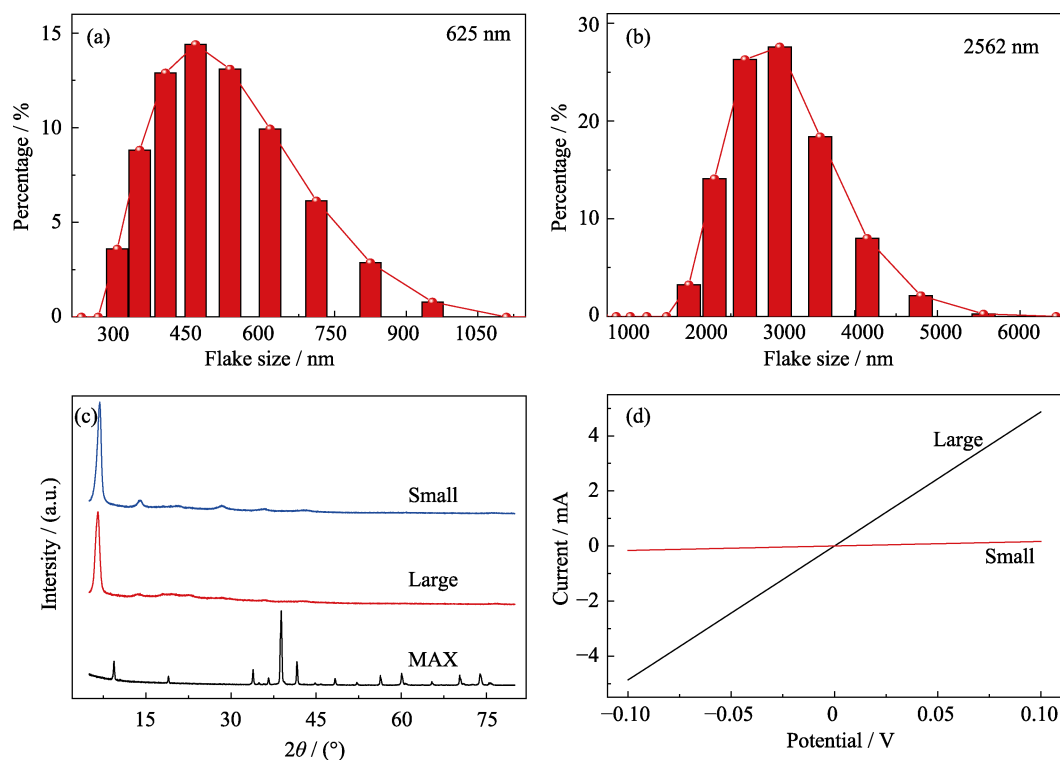 (a)
625 nm
15
10
5
0
Percentage / %
300 450 600 750 900 1050
Flake size / nm
(b)
2562 nm
30
20
10
0
Percentage / %
1000 2000 3000 4000 5000 6000
Flake size / nm
(c)
Small
Large
MAX
Intersity / (a.u.)
15 30 45 60 75
2θ / (°)
(d)
Large
Small
4
2
0
−2
−4
Current / mA
−0.10 −0.05 0 0.05 0.10
Potential / V